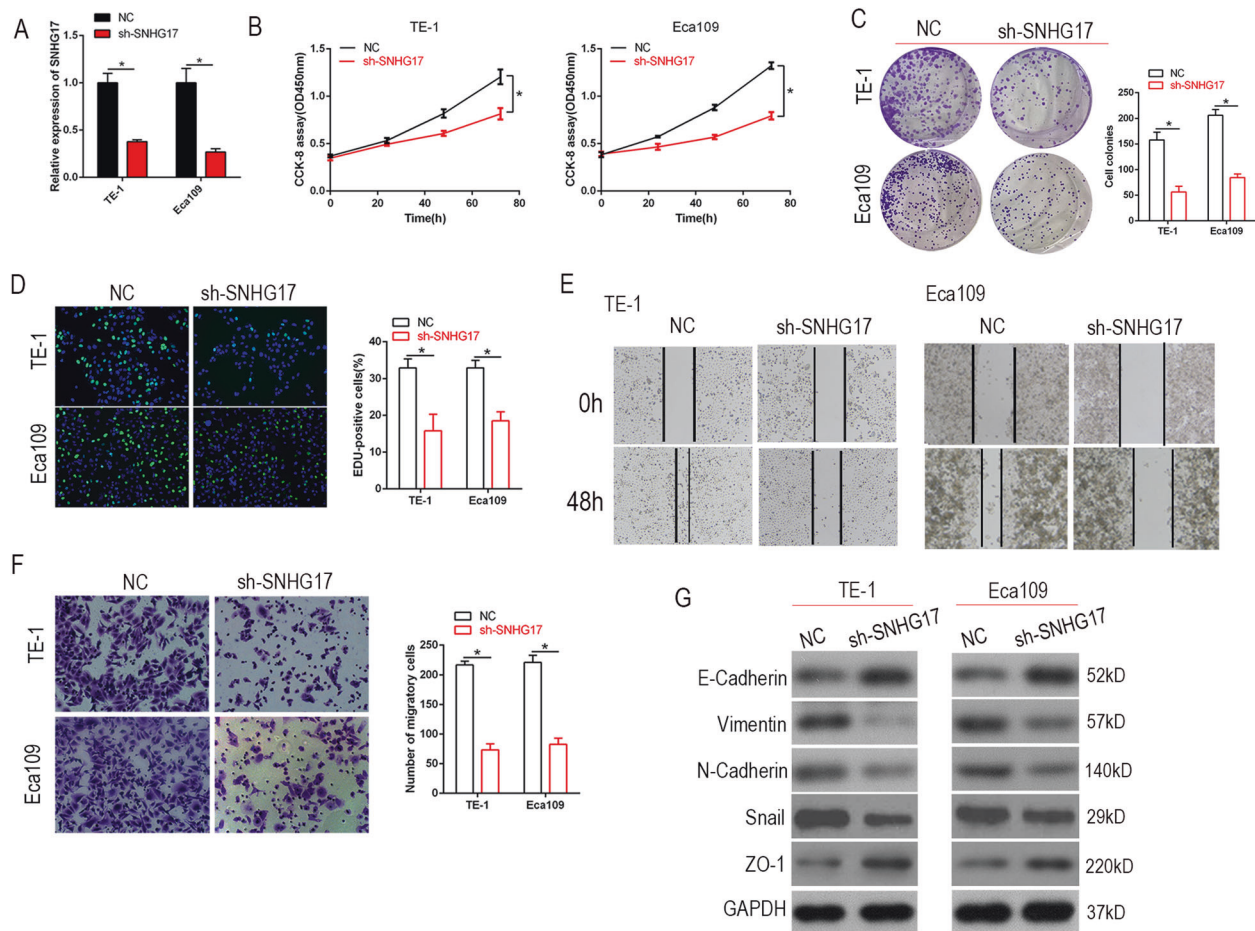 A
NC
sh-SNHG17
Relative expression of SNHG17
1.5
1.0
0.5
0.0
*
*
TE-1
Eca109
B
TE-1
NC
sh-SNHG17
CCK-8 assay(OD450nm)
1.5
1.0
0.5
0.0
*
0 20 40 60 80
Time(h)
Eca109
NC
sh-SNHG17
CCK-8 assay(OD450nm)
1.5
1.0
0.5
0.0
*
0 20 40 60 80
Time(h)
C
NC sh-SNHG17
TE-1
Eca109
NC
sh-SNHG17
Cell colonies
250
200
150
100
50
0
*
*
TE-1 Eca109
D
NC sh-SNHG17
TE-1
Eca109
NC
sh-SNHG17
EDU-positive cells(%)
40
30
20
10
0
*
*
TE-1 Eca109
E
TE-1
NC sh-SNHG17
Eca109
NC sh-SNHG17
0h
48h
F
NC sh-SNHG17
TE-1
Eca109
NC
sh-SNHG17
Number of migratory cells
250
200
150
100
50
0
*
*
TE-1 Eca109
G
TE-1 Eca109
NC sh-SNHG17 NC sh-SNHG17
E-Cadherin 52kD
Vimentin 57kD
N-Cadherin 140kD
Snail 29kD
ZO-1 220kD
GAPDH 37kD